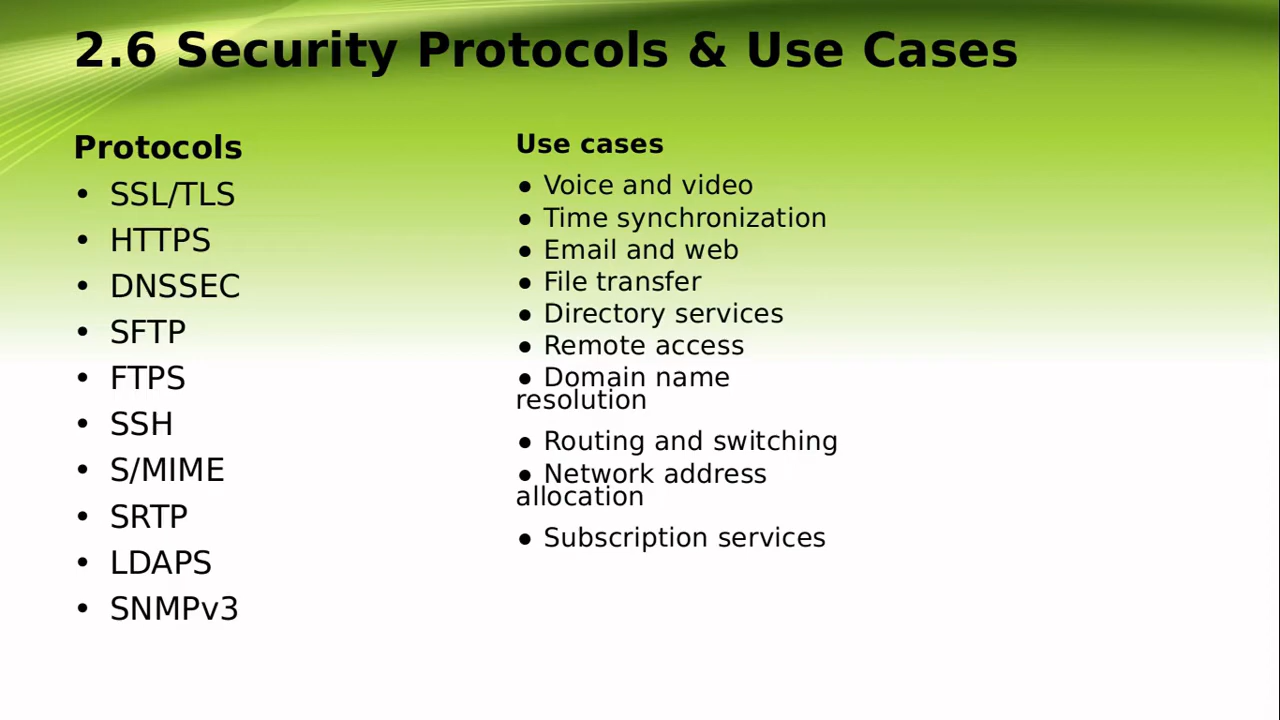 2.6 Security Protocols & Use Cases
Protocols
• SSL/TLS
• HTTPS
• DNSSEC
• SFTP
• FTPS
• SSH
• S/MIME
• SRTP
• LDAPS
• SNMPv3
Use cases
● Voice and video
● Time synchronization
● Email and web
● File transfer
● Directory services
● Remote access
● Domain name
resolution
● Routing and switching
● Network address
allocation
● Subscription services